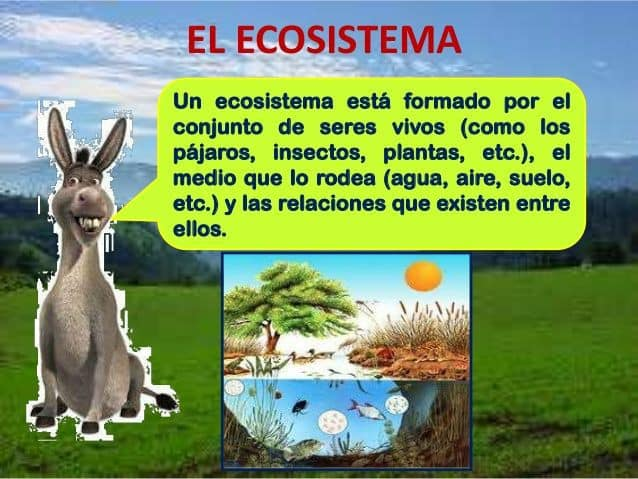 EL ECOSISTEMA
Un ecosistema está formado por el
conjunto de seres vivos (como los
pájaros, insectos, plantas, etc.), el
medio que lo rodea (agua, aire, suelo,
etc.) y las relaciones que existen entre
ellos.